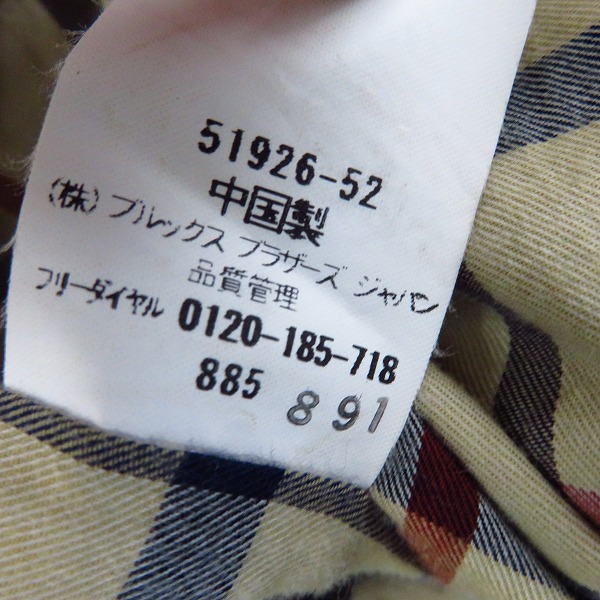 51926-52
中国製
(株) ブルックス ブラザーズ ジャパン
品質管理
フリーダイヤル 0120-185-718
885 891